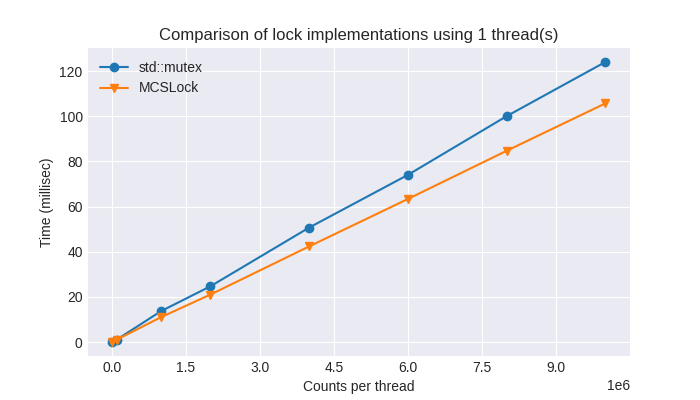 Comparison of lock implementations using 1 thread(s)
std::mutex
MCSLock
Time (millisec)
120
100
80
60
40
20
0
0.0 1.5 3.0 4.5 6.0 7.5 9.0
Counts per thread
1e6